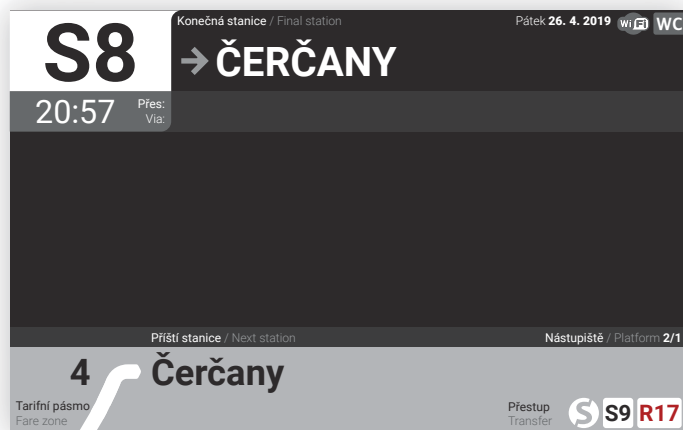 S8
Konečná stanice / Final station
Pátek 26. 4. 2019
WiFi
WC
→ ČERČANY
20:57
Přes:
Via:
Příští stanice / Next station
Nástupiště / Platform 2/1
4
Čerčany
Tarifní pásmo
Fare zone
Přestup
Transfer
S S9 R17